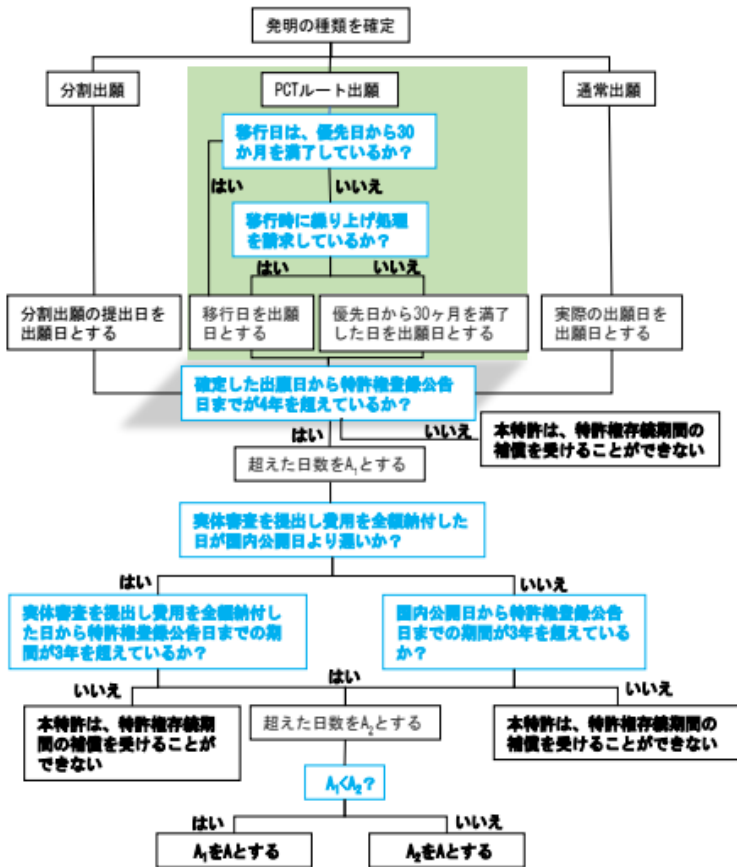 発明の種類を確定
分割出願
PCTルート出願
通常出願
移行日は、優先日から30
か月を満了しているか？
はい
いいえ
移行時に繰り上げ処理
を請求しているか？
はい
いいえ
分割出願の提出日を
出願日とする
移行日を出願
日とする
優先日から30ヶ月を満了
した日を出願日とする
実際の出願日を
出願日とする
確定した出願日から特許権登録公告
日までが4年を超えているか？
はい
いいえ
本特許は、特許権存続期間の
補償を受けることができない
超えた日数をA₁とする
実体審査を提出し費用を全額納付した
日が国内公開日より遅いか？
はい
いいえ
実体審査を提出し費用を全額納付し
た日から特許権登録公告日までの期
間が3年を超えているか？
国内公開日から特許権登録公告
日までの期間が3年を超えている
か？
はい
いいえ
いいえ
本特許は、特許権存続期
間の補償を受けることが
できない
超えた日数をA₂とする
本特許は、特許権存続期間の
補償を受けることができない
A₁<A₂？
はい
いいえ
A₁をAとする
A₂をAとする